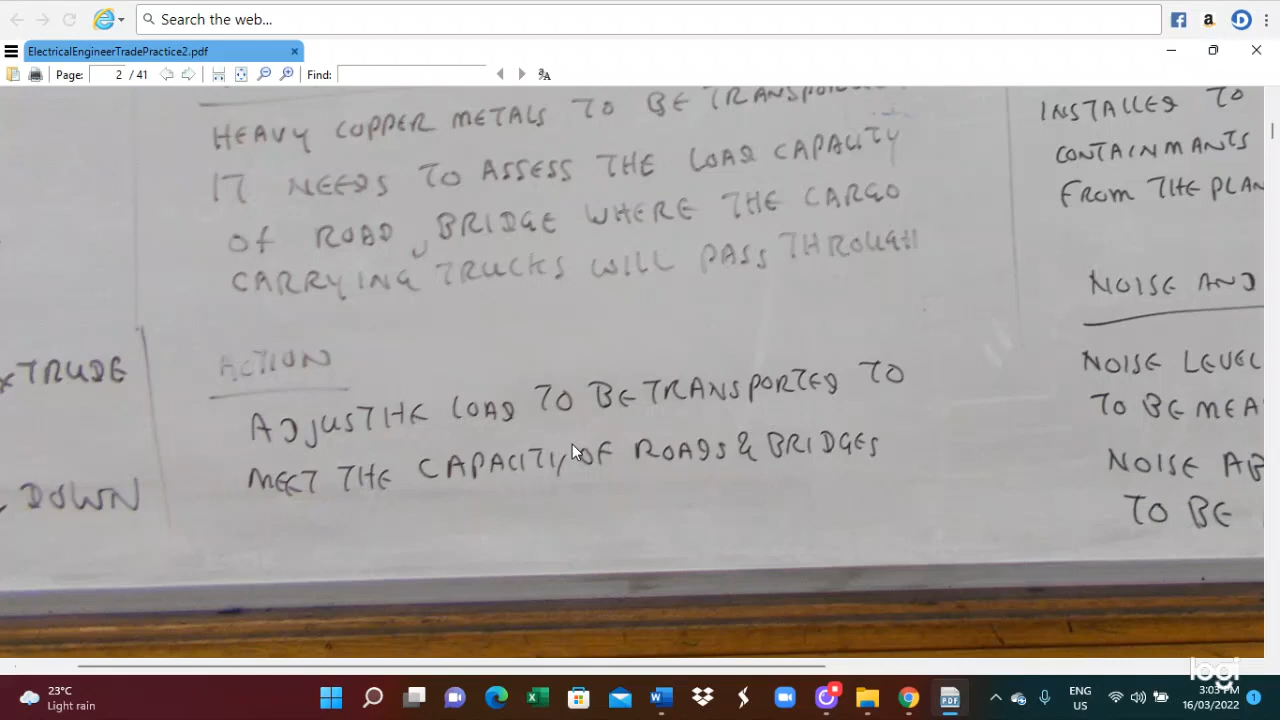 Search the web...
ElectricalEngineerTradePractice2.pdf
Page: 2 / 41
Find:
HEAVY COPPER METALS TO BE
IT NEEDS TO ASSESS THE LOAD CAPACITY
OF ROAD, BRIDGE WHERE THE CARGO
CARRYING TRUCKS WILL PASS THROUGH
ACTION
ADJUST THE LOAD TO BE TRANSPORTED TO
MEET THE CAPACITY OF ROADS & BRIDGES
XTRUDE
DOWN
INSTALLED TO
CONTAINMANTS
FROM THE PLAN
NOISE AND
NOISE LEVEL
TO BE MEA
NOISE AB
TO BE
logi
23°C
Light rain
ENG
US
3:03 PM
16/03/2022